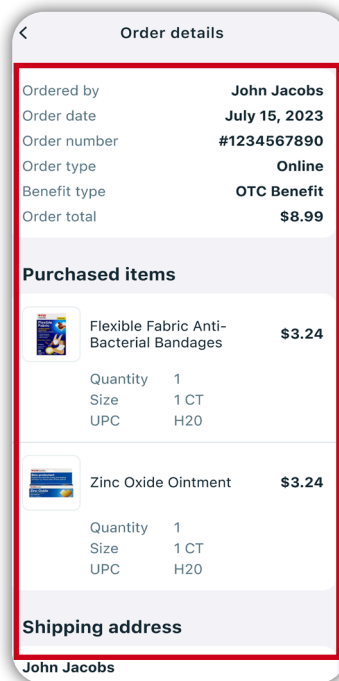 Order details
Ordered by John Jacobs
Order date July 15, 2023
Order number #1234567890
Order type Online
Benefit type OTC Benefit
Order total $8.99
Purchased items
Flexible Fabric Anti-
Bacterial Bandages
$3.24
Quantity 1
Size 1 CT
UPC H20
Zinc Oxide Ointment $3.24
Quantity 1
Size 1 CT
UPC H20
Shipping address
John Jacobs